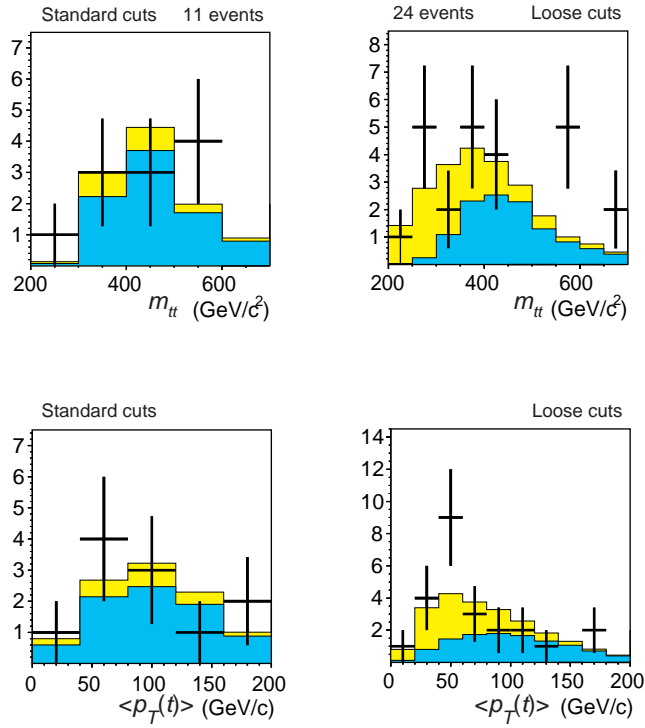 Standard cuts 11 events
24 events Loose cuts
7
6
5
4
3
2
1
200 400 600
m_tt (GeV/c²)
8
7
6
5
4
3
2
1
200 400 600
m_tt (GeV/c²)
Standard cuts
Loose cuts
7
6
5
4
3
2
1
0 50 100 150 200
<p_T(t)> (GeV/c)
14
12
10
8
6
4
2
0 50 100 150 200
<p_T(t)> (GeV/c)